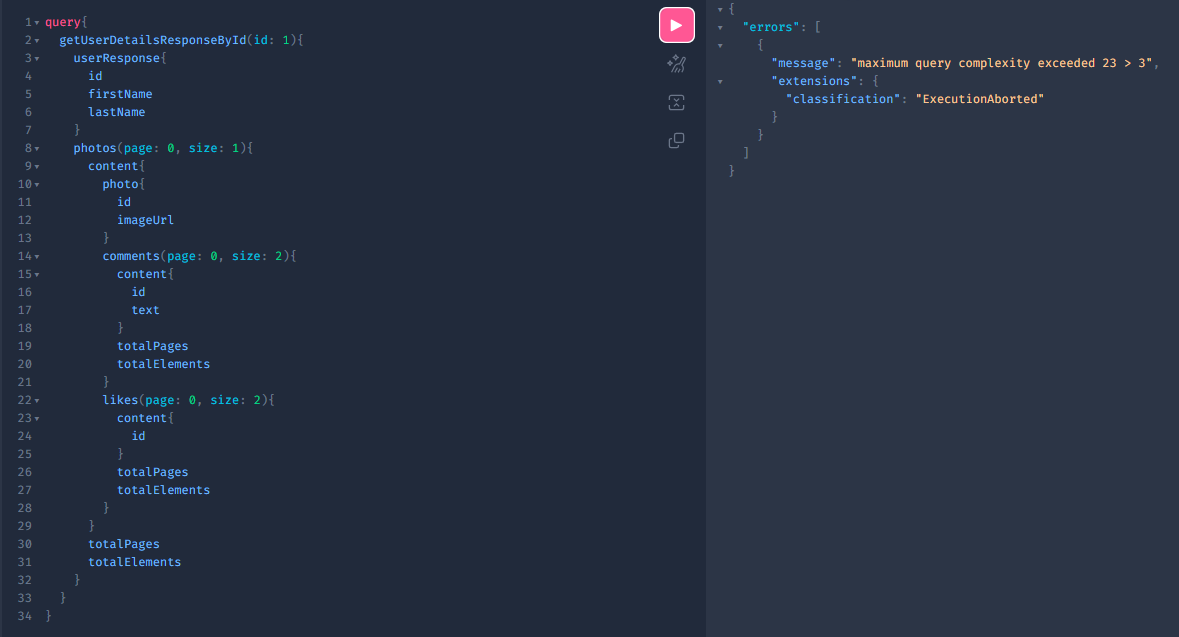 1 query{
2 getUserDetailsResponseById(id: 1){
3 userResponse{
4 id
5 firstName
6 lastName
7 }
8 photos(page: 0, size: 1){
9 content{
10 photo{
11 id
12 imageUrl
13 }
14 comments(page: 0, size: 2){
15 content{
16 id
17 text
18 }
19 totalPages
20 totalElements
21 }
22 likes(page: 0, size: 2){
23 content{
24 id
25 }
26 totalPages
27 totalElements
28 }
29 }
30 totalPages
31 totalElements
32 }
33 }
34 }
{
"errors": [
{
"message": "maximum query complexity exceeded 23 > 3",
"extensions": {
"classification": "ExecutionAborted"
}
}
]
}